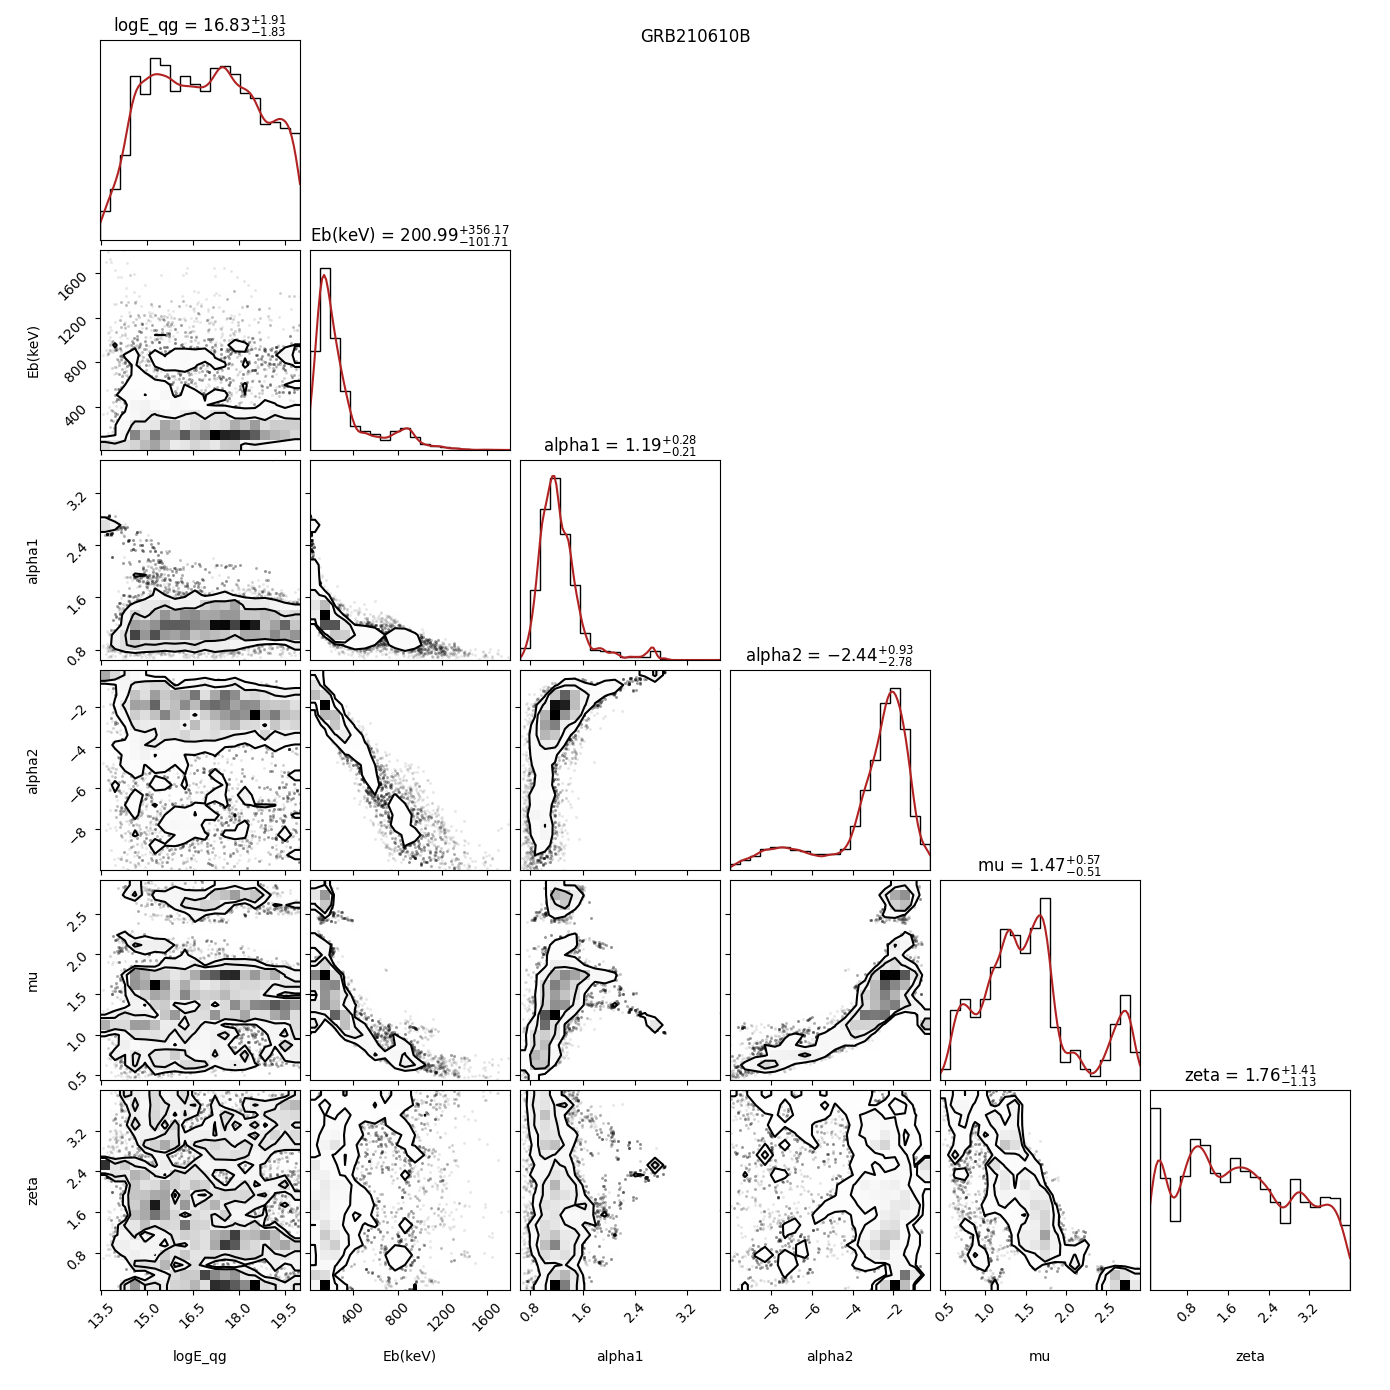 logE_qg = 16.83+1.91−1.83
GRB210610B
Eb(keV) = 200.99+356.17−101.71
1600
1200
800
400
Eb(keV)
alpha1 = 1.19+0.28−0.21
3.2
2.4
1.6
0.8
alpha1
alpha2 = −2.44+0.93−2.78
−2
−4
−6
−8
alpha2
mu = 1.47+0.57−0.51
2.5
2.0
1.5
1.0
0.5
mu
zeta = 1.76+1.41−1.13
3.2
2.4
1.6
0.8
zeta
13.5 15.0 16.5 18.0 19.5 400 800 1200 1600 0.8 1.6 2.4 3.2 −8 −6 −4 −2 0.5 1.0 1.5 2.0 2.5 0.8 1.6 2.4 3.2
logE_qg Eb(keV) alpha1 alpha2 mu zeta